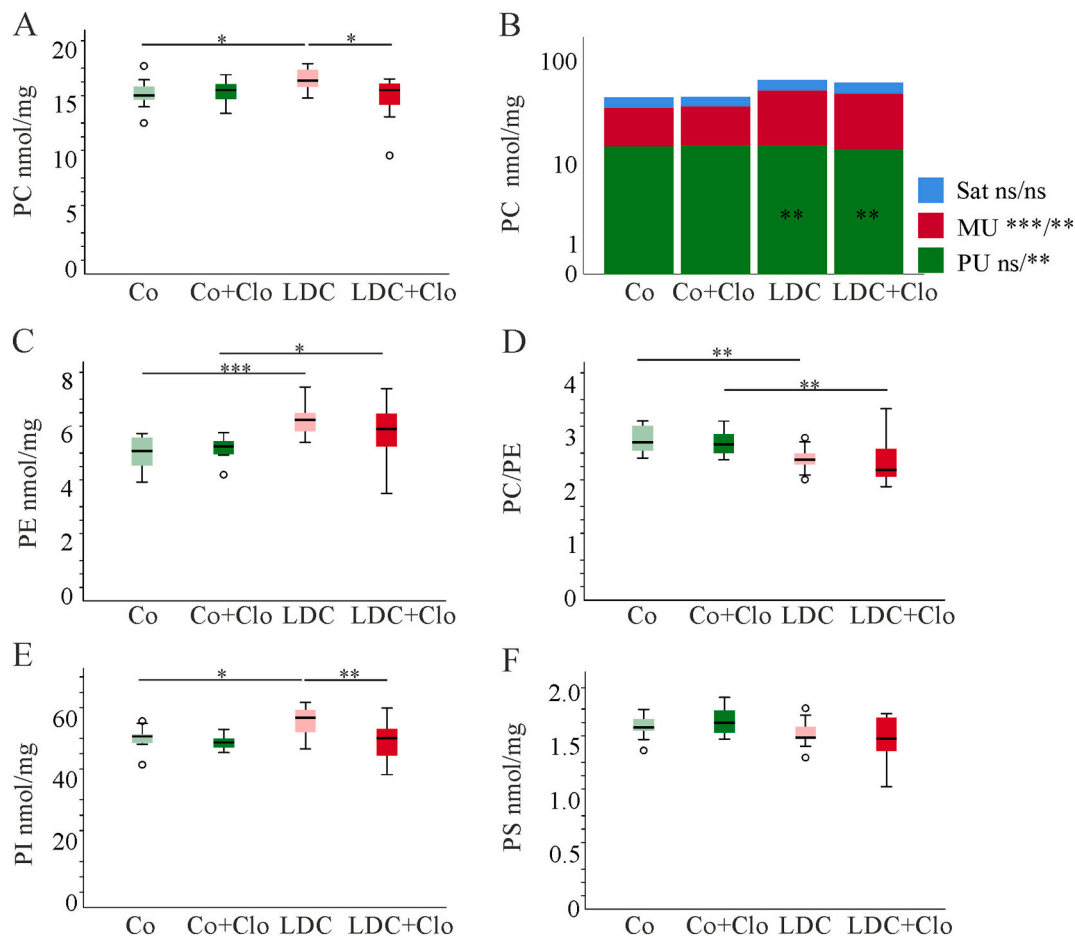 A
PC nmol/mg
20
15
10
5
0
*
*
Co
Co+Clo
LDC
LDC+Clo
B
PC nmol/mg
100
10
1
0
**
**
Sat ns/ns
MU ***/**
PU ns/**
Co
Co+Clo
LDC
LDC+Clo
C
PE nmol/mg
8
6
4
2
0
*
***
Co
Co+Clo
LDC
LDC+Clo
D
PC/PE
4
3
2
1
0
**
**
Co
Co+Clo
LDC
LDC+Clo
E
PI nmol/mg
60
40
20
0
*
**
Co
Co+Clo
LDC
LDC+Clo
F
PS nmol/mg
2.0
1.5
1.0
0.5
0
Co
Co+Clo
LDC
LDC+Clo